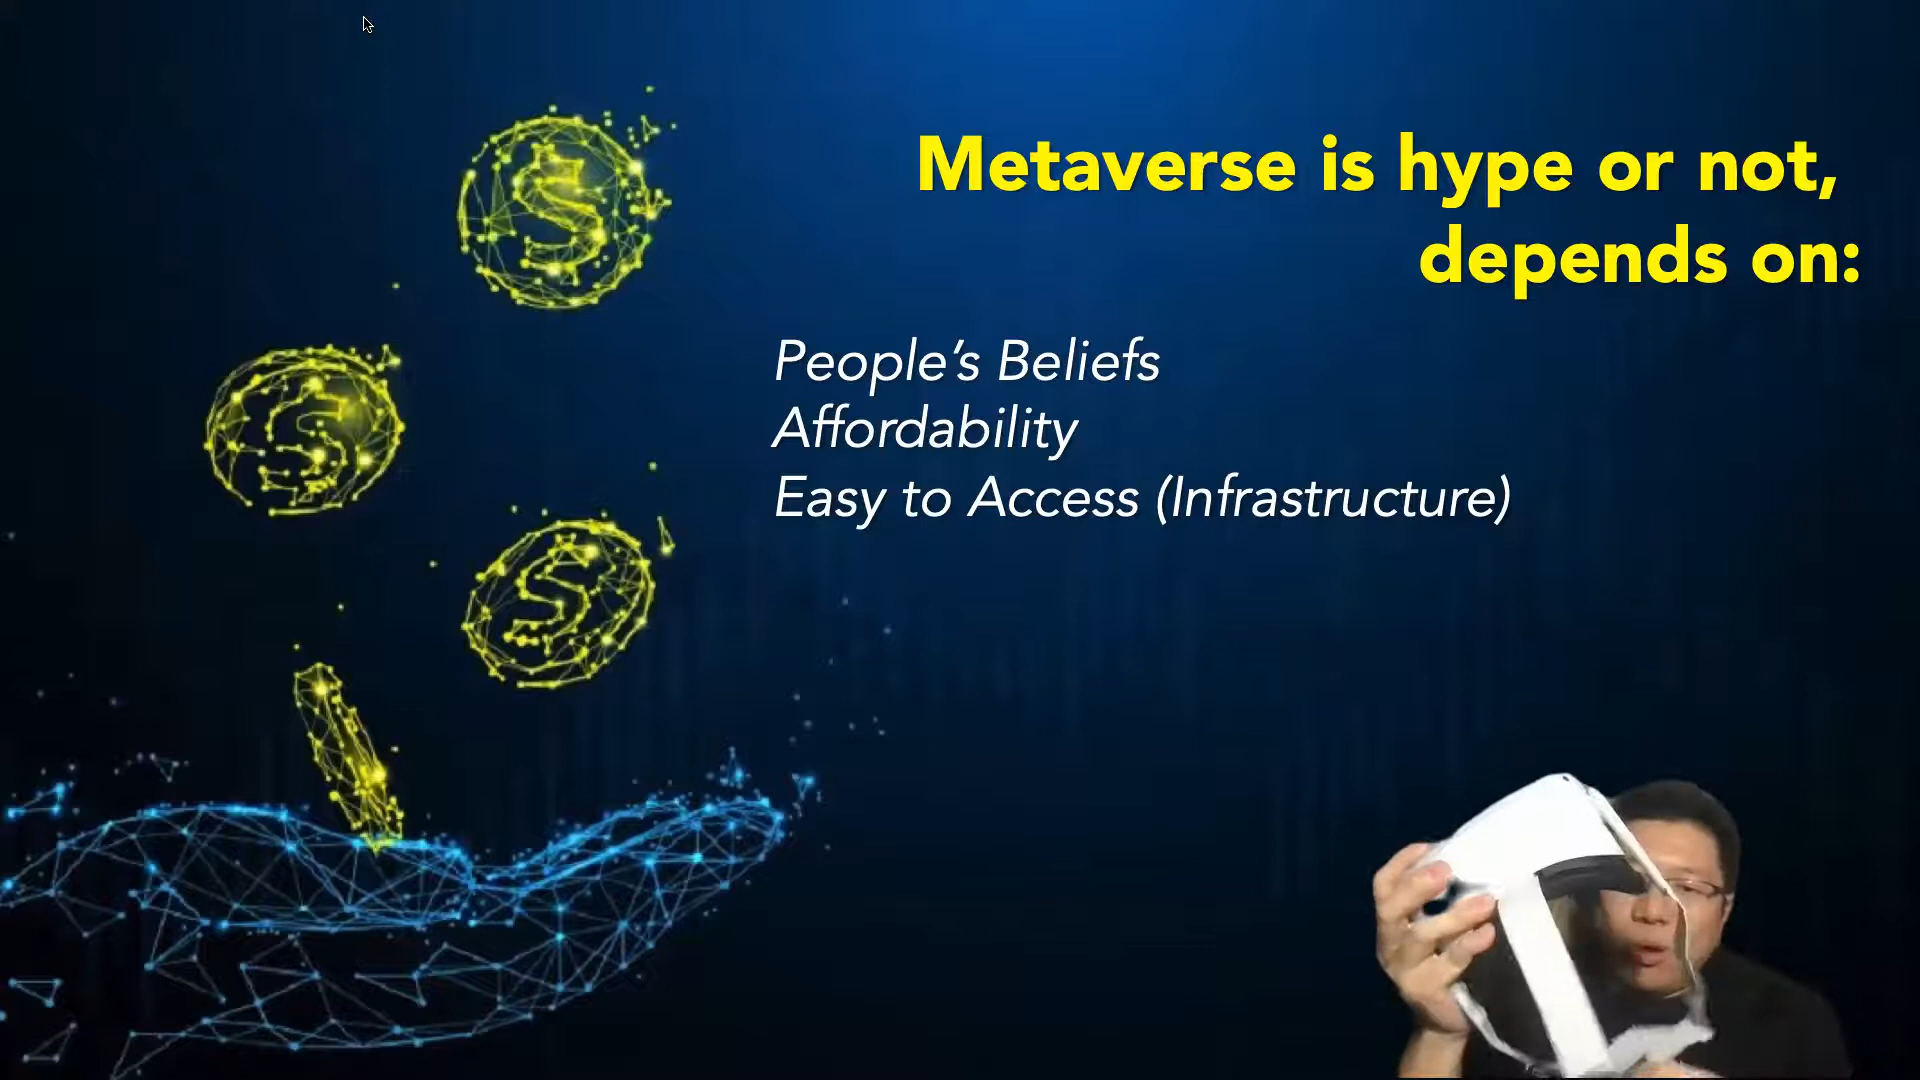 Metaverse is hype or not,
depends on:
People’s Beliefs
Affordability
Easy to Access (Infrastructure)